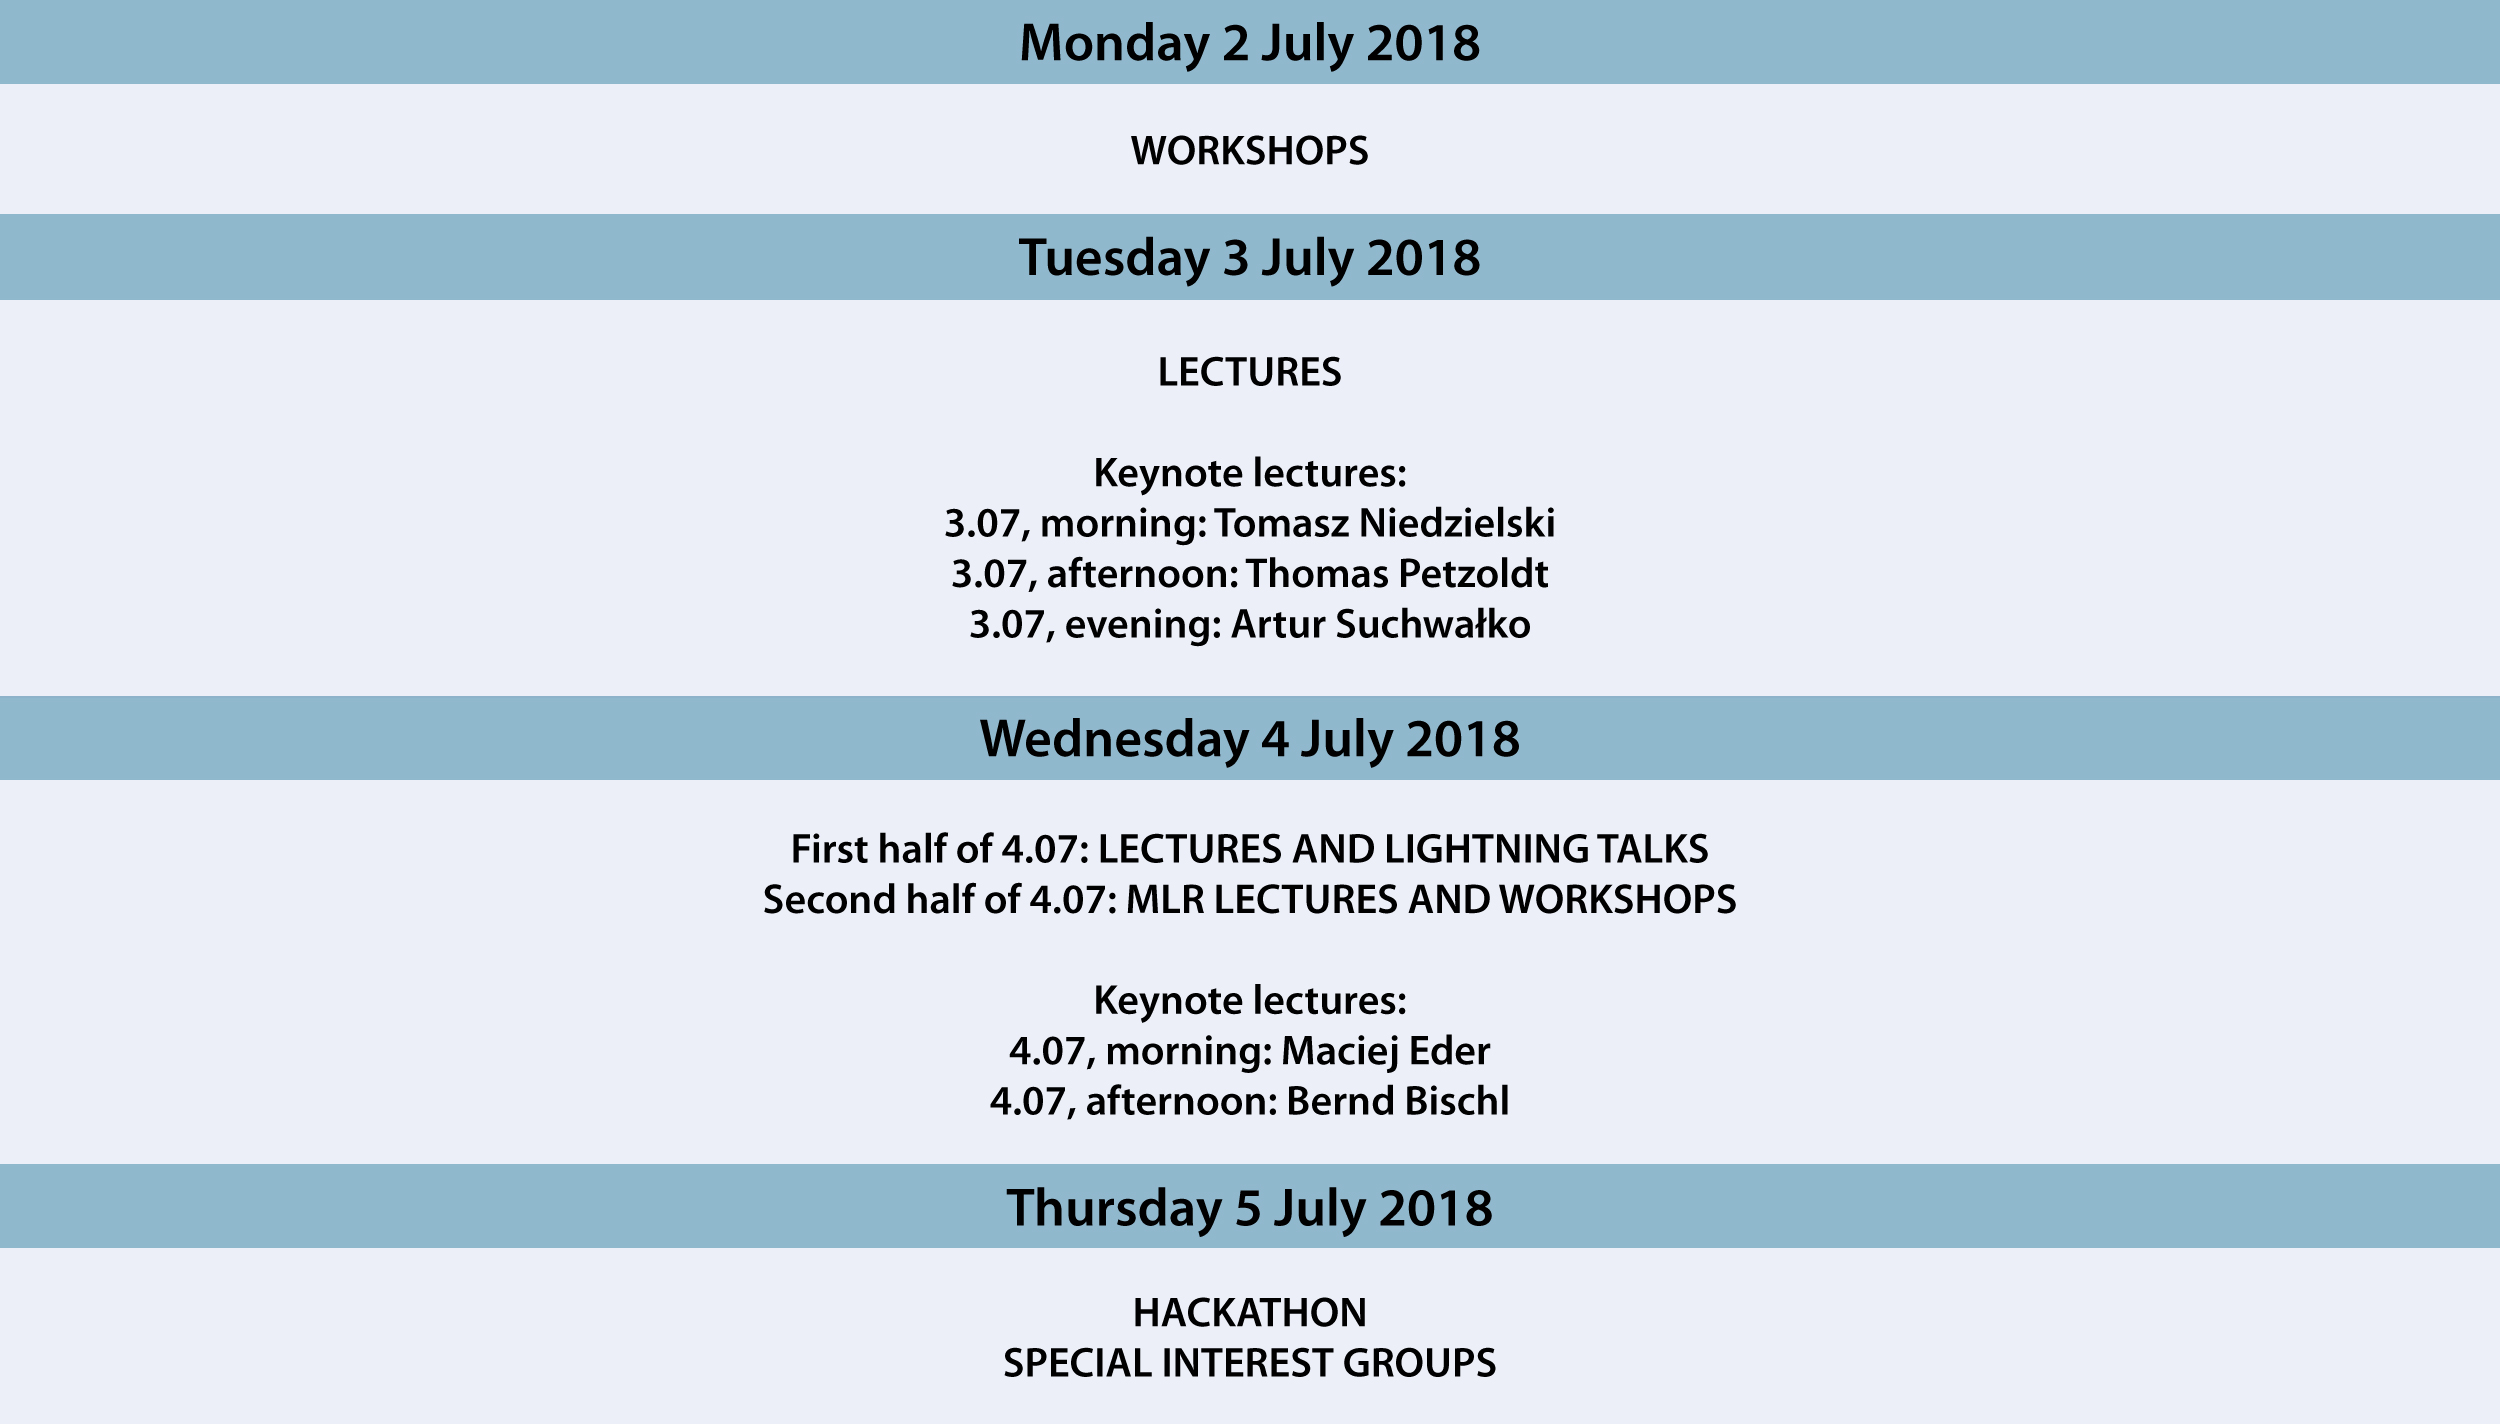 Monday 2 July 2018
WORKSHOPS
Tuesday 3 July 2018
LECTURES
Keynote lectures:
3.07, morning: Tomasz Niedzielski
3.07, afternoon: Thomas Petzoldt
3.07, evening: Artur Suchwałko
Wednesday 4 July 2018
First half of 4.07: LECTURES AND LIGHTNING TALKS
Second half of 4.07: MLR LECTURES AND WORKSHOPS
Keynote lectures:
4.07, morning: Maciej Eder
4.07, afternoon: Bernd Bischl
Thursday 5 July 2018
HACKATHON
SPECIAL INTEREST GROUPS